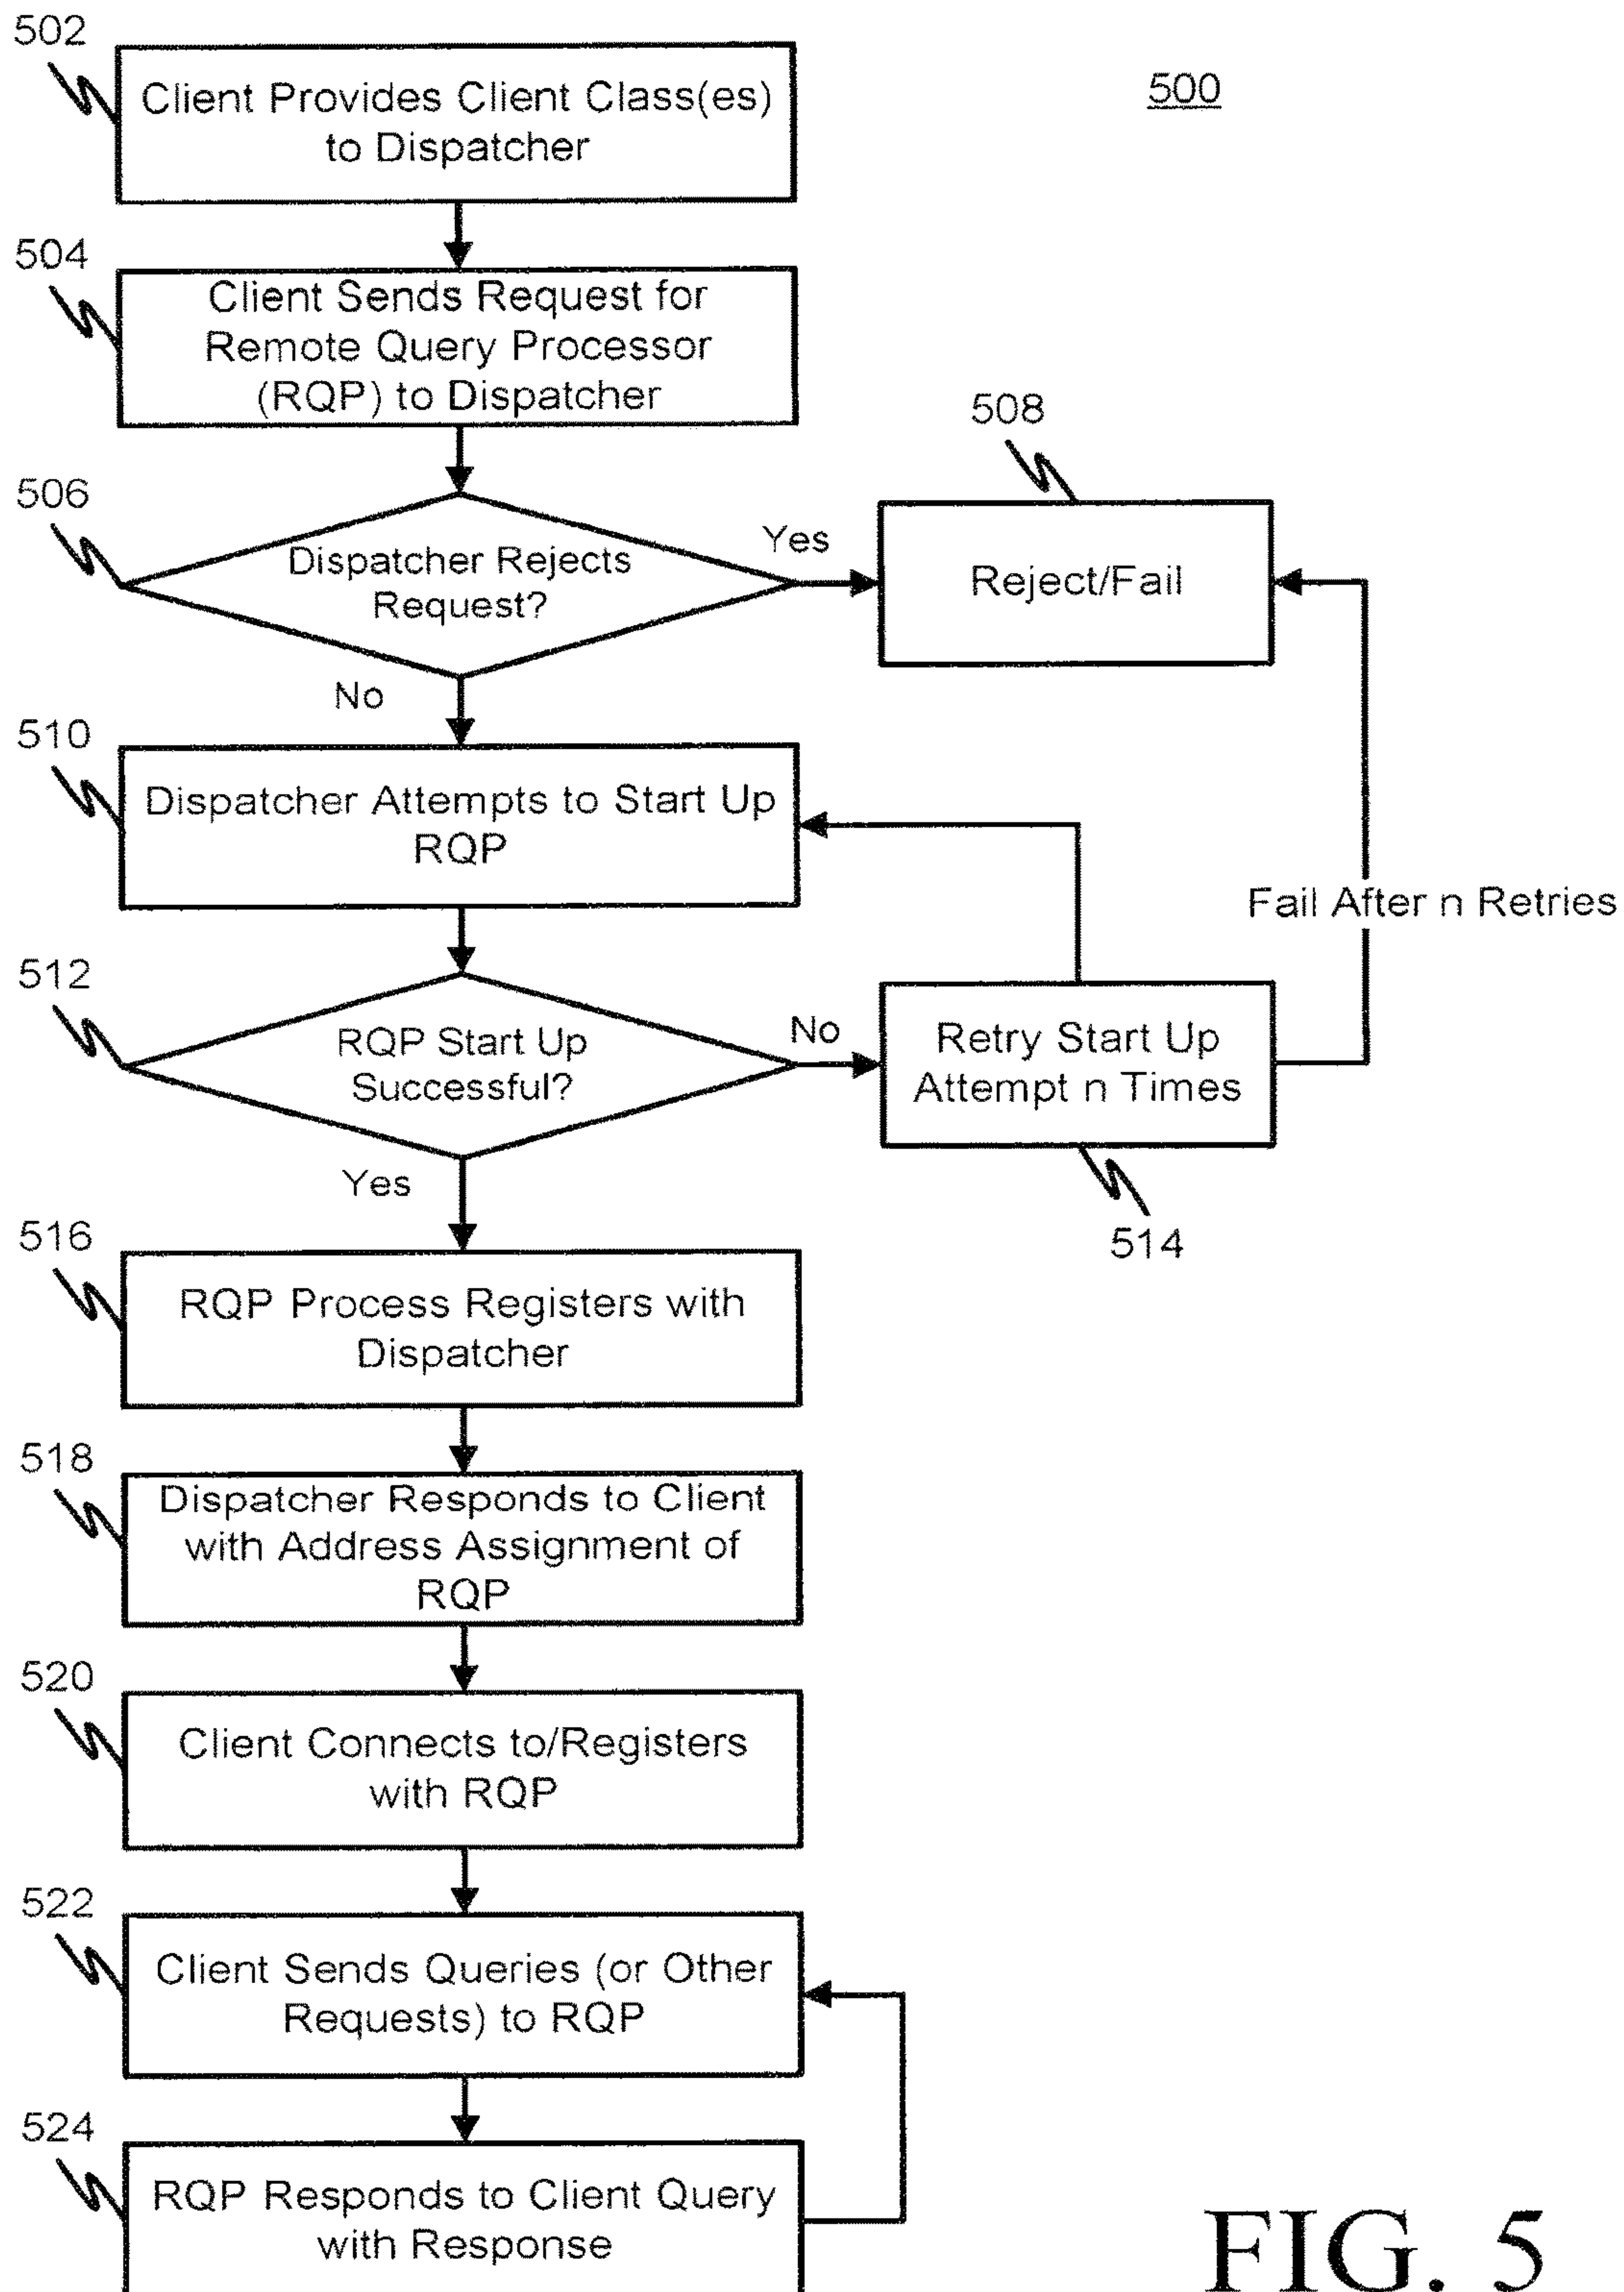 502
Client Provides Client Class(es)
to Dispatcher
500
504
Client Sends Request for
Remote Query Processor
(RQP) to Dispatcher
506
Dispatcher Rejects
Request?
Yes
508
Reject/Fail
No
510
Dispatcher Attempts to Start Up
RQP
Fail After n Retries
512
RQP Start Up
Successful?
No
Retry Start Up
Attempt n Times
514
Yes
516
RQP Process Registers with
Dispatcher
518
Dispatcher Responds to Client
with Address Assignment of
RQP
520
Client Connects to/Registers
with RQP
522
Client Sends Queries (or Other
Requests) to RQP
524
RQP Responds to Client Query
with Response
FIG. 5